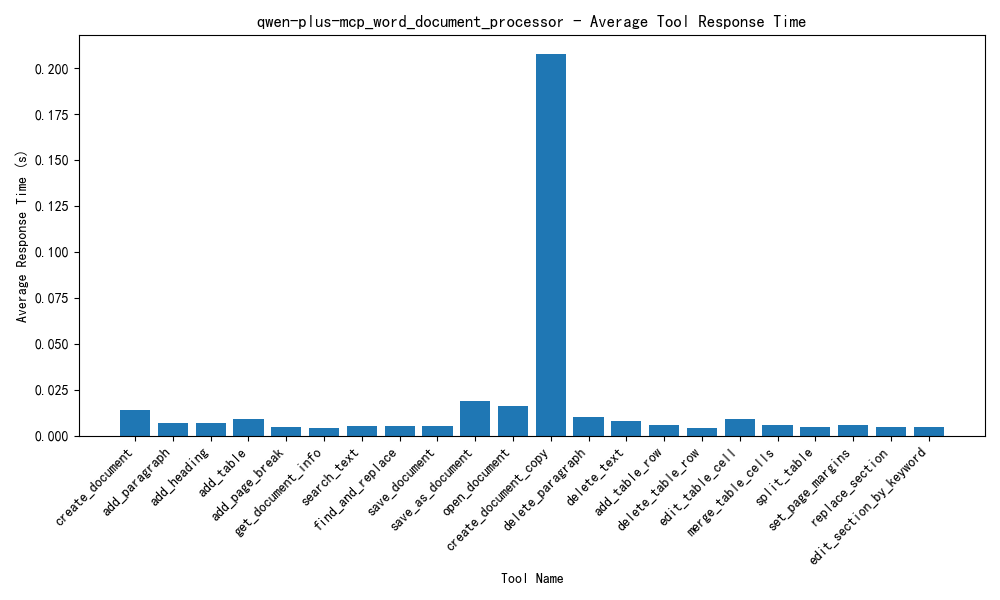 qwen-plus-mcp_word_document_processor - Average Tool Response Time
Average Response Time (s)
0.200
0.175
0.150
0.125
0.100
0.075
0.050
0.025
0.000
create_document
add_paragraph
add_heading
add_table
add_page_break
get_document_info
search_text
find_and_replace
save_document
save_as_document
open_document
create_document_copy
delete_paragraph
delete_text
add_table_row
delete_table_row
edit_table_cell
merge_table_cells
split_table
set_page_margins
replace_section
edit_section_by_keyword
Tool Name